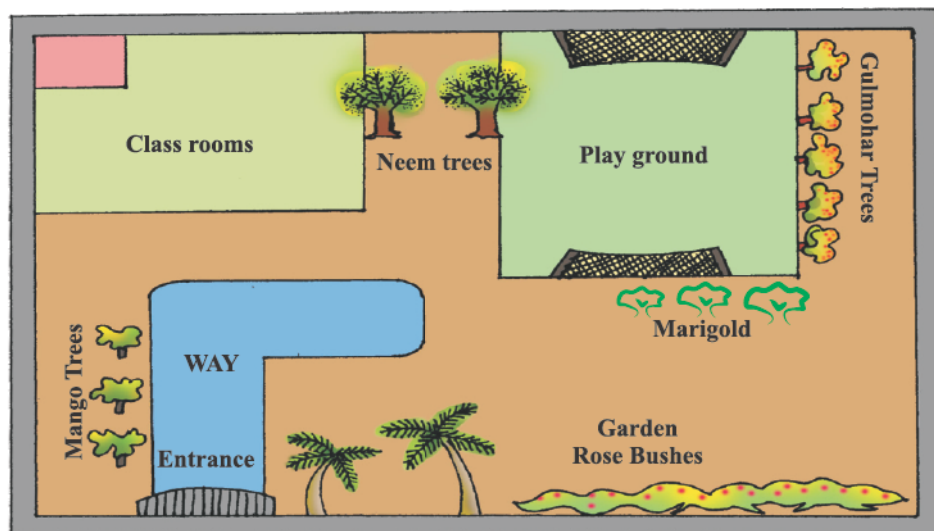 Class rooms
Neem trees
Play ground
Gulmohar Trees
Marigold
WAY
Mango Trees
Entrance
Garden
Rose Bushes